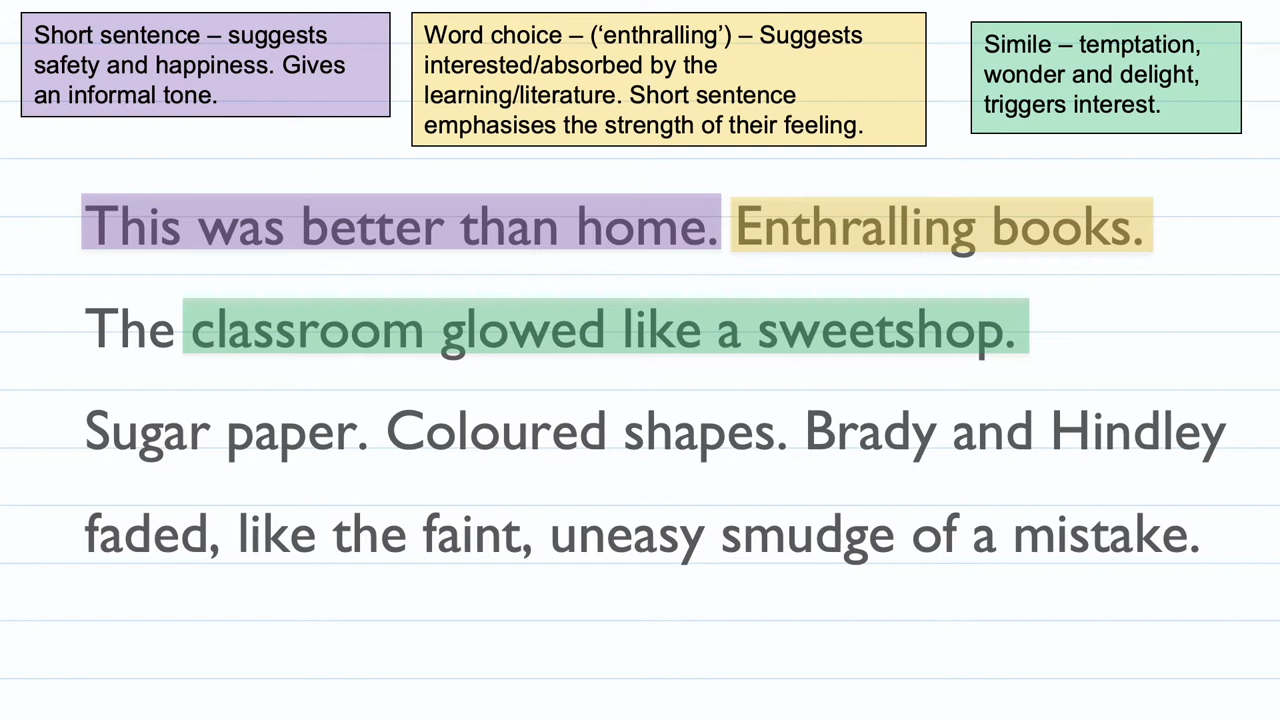 Short sentence – suggests
safety and happiness. Gives
an informal tone.
Word choice – (‘enthralling’) – Suggests
interested/absorbed by the
learning/literature. Short sentence
emphasises the strength of their feeling.
Simile – temptation,
wonder and delight,
triggers interest.
This was better than home. Enthralling books.
The classroom glowed like a sweetshop.
Sugar paper. Coloured shapes. Brady and Hindley
faded, like the faint, uneasy smudge of a mistake.